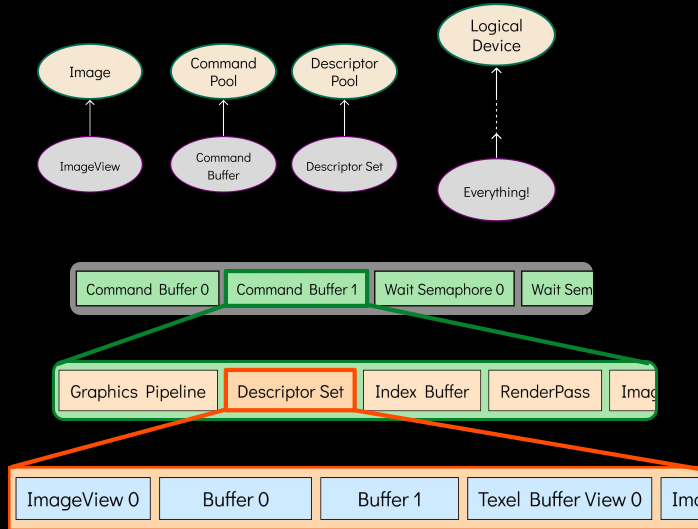 Logical
Device
Image
Command
Pool
Descriptor
Pool
ImageView
Command
Buffer
Descriptor Set
Everything!
Command Buffer 0
Command Buffer 1
Wait Semaphore 0
Wait Sem
Graphics Pipeline
Descriptor Set
Index Buffer
RenderPass
Imag
ImageView 0
Buffer 0
Buffer 1
Texel Buffer View 0
Ima